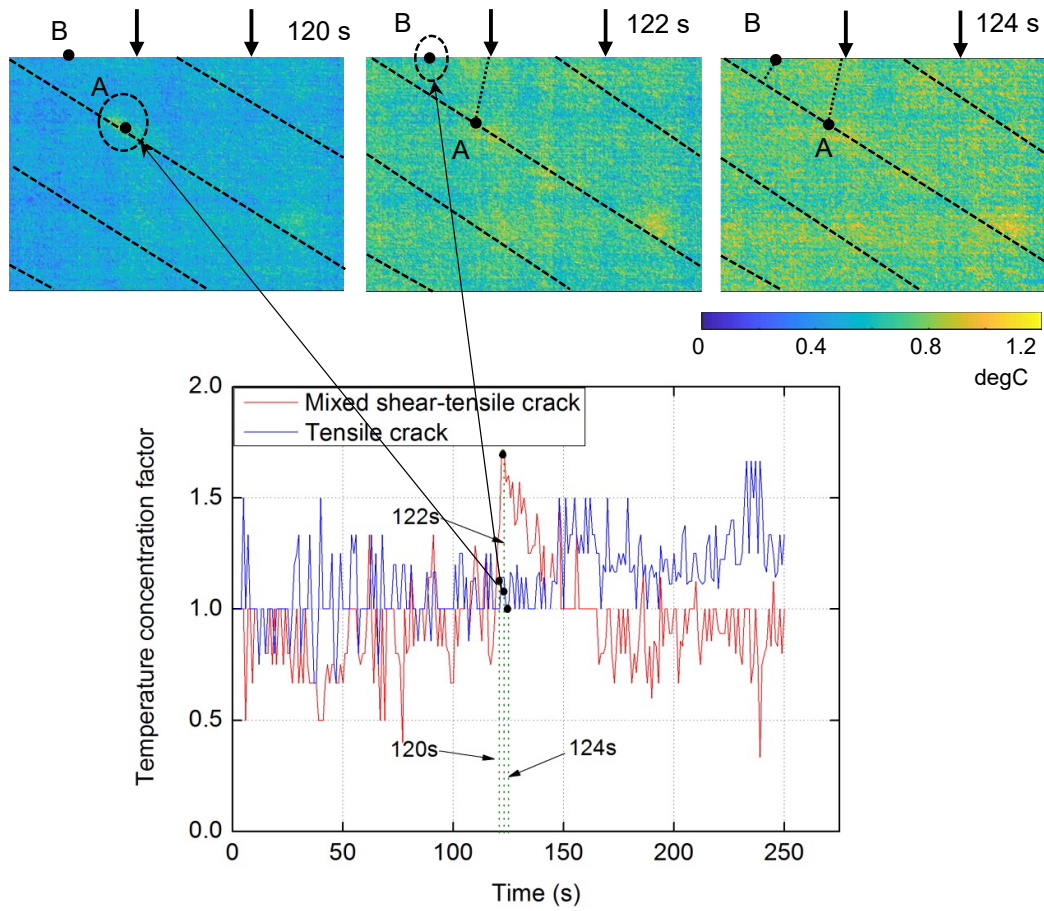 B
120 s
A
B
122 s
A
124 s
A
0
0.4
0.8
1.2
degC
Temperature concentration factor
2.0
1.5
1.0
0.5
0.0
Mixed shear-tensile crack
Tensile crack
122s
120s
124s
0
50
100
150
200
250
Time (s)